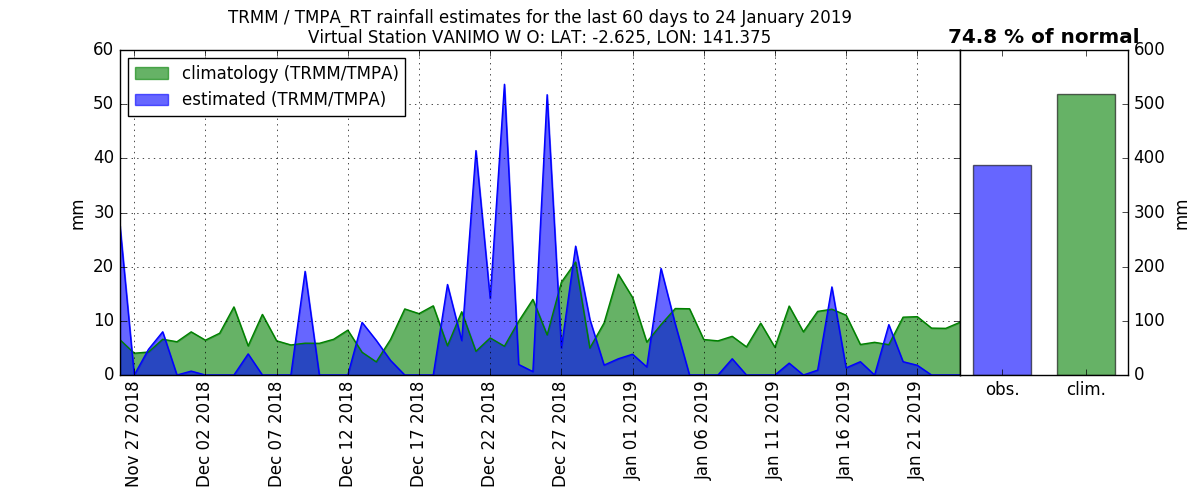 TRMM / TMPA_RT rainfall estimates for the last 60 days to 24 January 2019
Virtual Station VANIMO W O: LAT: -2.625, LON: 141.375
74.8 % of normal
climatology (TRMM/TMPA)
estimated (TRMM/TMPA)
60
50
40
30
20
10
0
mm
Nov 27 2018
Dec 02 2018
Dec 07 2018
Dec 12 2018
Dec 17 2018
Dec 22 2018
Dec 27 2018
Jan 01 2019
Jan 06 2019
Jan 11 2019
Jan 16 2019
Jan 21 2019
obs.
clim.
600
500
400
300
200
100
0
mm